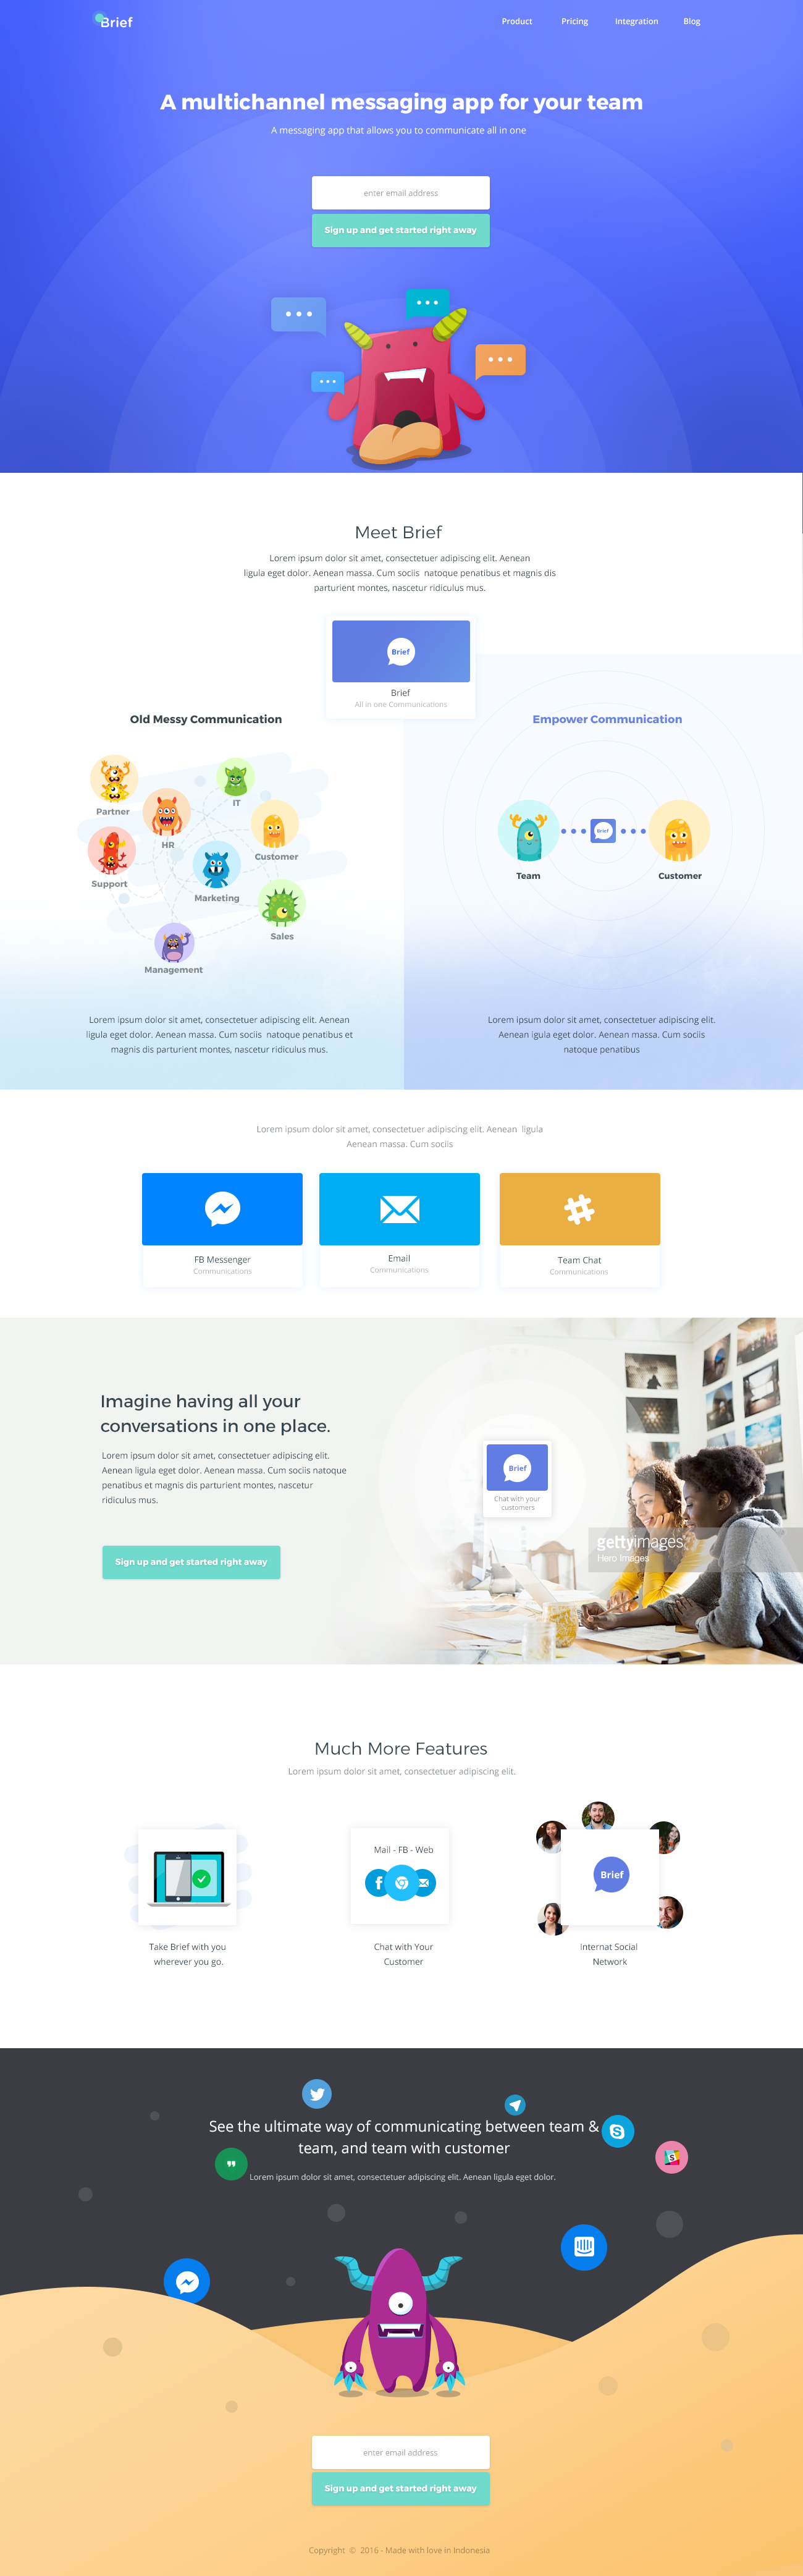 Brief
Product Pricing Integration Blog
A multichannel messaging app for your team
A messaging app that allows you to communicate all in one
enter email address
Sign up and get started right away
Meet Brief
Lorem ipsum dolor sit amet, consectetuer adipiscing elit. Aenean
ligula eget dolor. Aenean massa. Cum sociis natoque penatibus et magnis dis
parturient montes, nascetur ridiculus mus.
Brief
Brief
All in one Communications
Old Messy Communication
Partner
IT
HR
Customer
Support
Marketing
Sales
Management
Lorem ipsum dolor sit amet, consectetuer adipiscing elit. Aenean
ligula eget dolor. Aenean massa. Cum sociis natoque penatibus et
magnis dis parturient montes, nascetur ridiculus mus.
Empower Communication
Brief
Team
Customer
Lorem ipsum dolor sit amet, consectetuer adipiscing elit.
Aenean igula eget dolor. Aenean massa. Cum sociis
natoque penatibus
Lorem ipsum dolor sit amet, consectetuer adipiscing elit. Aenean ligula
Aenean massa. Cum sociis
FB Messenger
Communications
Email
Communications
Team Chat
Communications
Imagine having all your
conversations in one place.
Lorem ipsum dolor sit amet, consectetuer adipiscing elit.
Aenean ligula eget dolor. Aenean massa. Cum sociis natoque
penatibus et magnis dis parturient montes, nascetur
ridiculus mus.
Sign up and get started right away
Brief
Chat with your
customers
gettyimages
Hero Images
Much More Features
Lorem ipsum dolor sit amet, consectetuer adipiscing elit.
Take Brief with you
wherever you go.
Mail - FB - Web
Chat with Your
Customer
Brief
Internat Social
Network
See the ultimate way of communicating between team &
team, and team with customer
Lorem ipsum dolor sit amet, consectetuer adipiscing elit. Aenean ligula eget dolor.
enter email address
Sign up and get started right away
Copyright © 2016 - Made with love in Indonesia